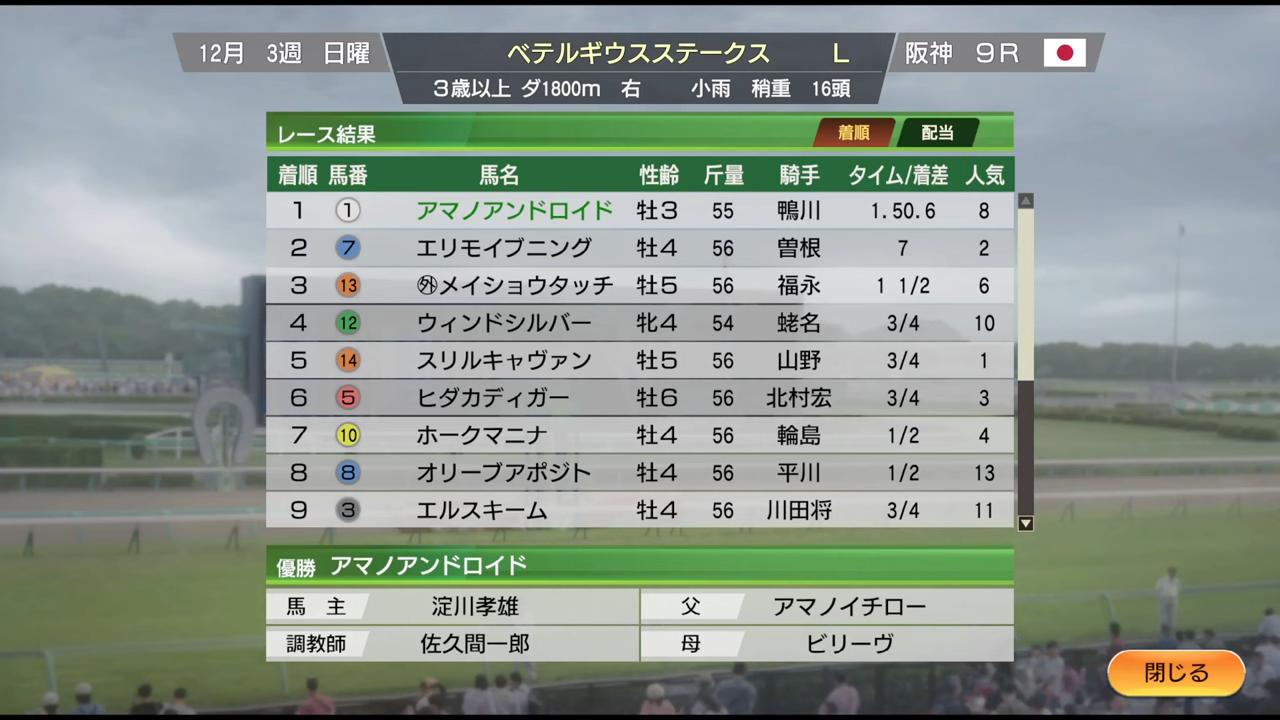 12月 3週 日曜 ベテルギウスステークス L 阪神 9R
3歳以上 ダ1800m 右 小雨 稍重 16頭
レース結果 着順 配当
着順 馬番 馬名 性齢 斤量 騎手 タイム/着差 人気
1 1 アマノアンドロイド 牡3 55 鴨川 1.50.6 8
2 7 エリモイブニング 牡4 56 曽根 7 2
3 13 ㊕メイショウタッチ 牡5 56 福永 1 1/2 6
4 12 ウィンドシルバー 牝4 54 蛯名 3/4 10
5 14 スリルキャヴァン 牡5 56 山野 3/4 1
6 5 ヒダカディガー 牡6 56 北村宏 3/4 3
7 10 ホークマニナ 牡4 56 輪島 1/2 4
8 8 オリーブアポジト 牡4 56 平川 1/2 13
9 3 エルスキーム 牡4 56 川田将 3/4 11
優勝 アマノアンドロイド
馬主 淀川孝雄 父 アマノイチロー
調教師 佐久間一郎 母 ビリーヴ
閉じる